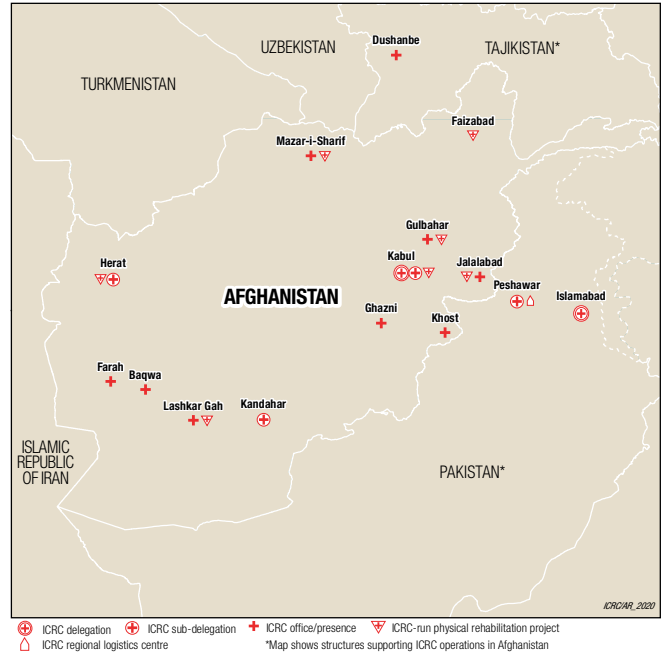 Dushanbe
UZBEKISTAN
TAJIKISTAN*
TURKMENISTAN
Faizabad
Mazar-i-Sharif
Gulbahar
Kabul
Herat
Jalalabad
Peshawar
Islamabad
AFGHANISTAN
Ghazni
Khost
Farah
Baqwa
Lashkar Gah
Kandahar
ISLAMIC
REPUBLIC
OF IRAN
PAKISTAN*
ICRC/AR_2020
ICRC delegation
ICRC sub-delegation
ICRC office/presence
ICRC-run physical rehabilitation project
ICRC regional logistics centre
*Map shows structures supporting ICRC operations in Afghanistan